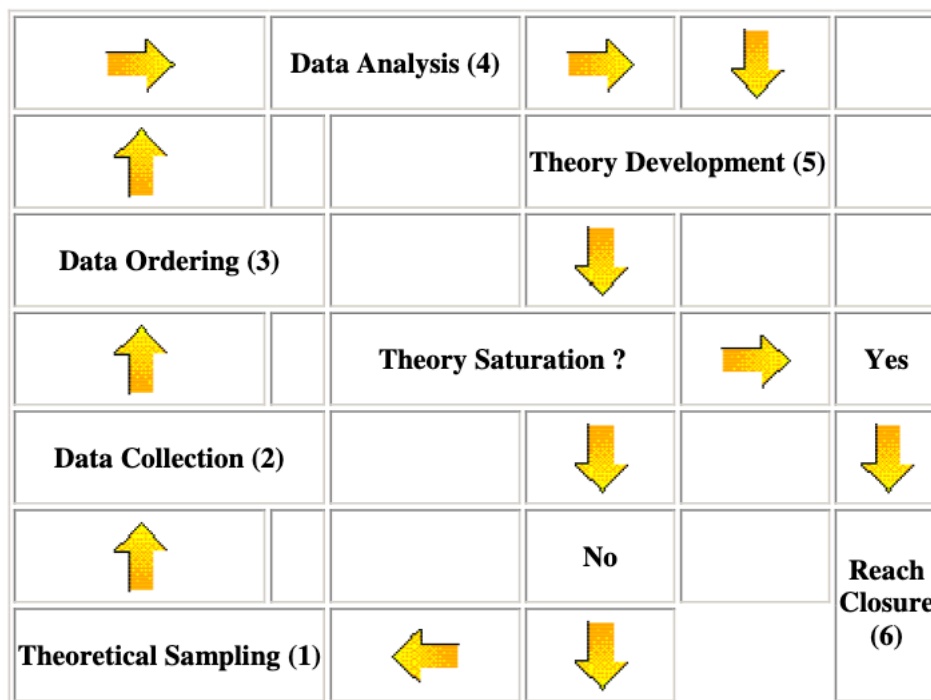 Data Analysis (4)
Theory Development (5)
Data Ordering (3)
Theory Saturation ?
Yes
Data Collection (2)
No
Reach
Closure
(6)
Theoretical Sampling (1)